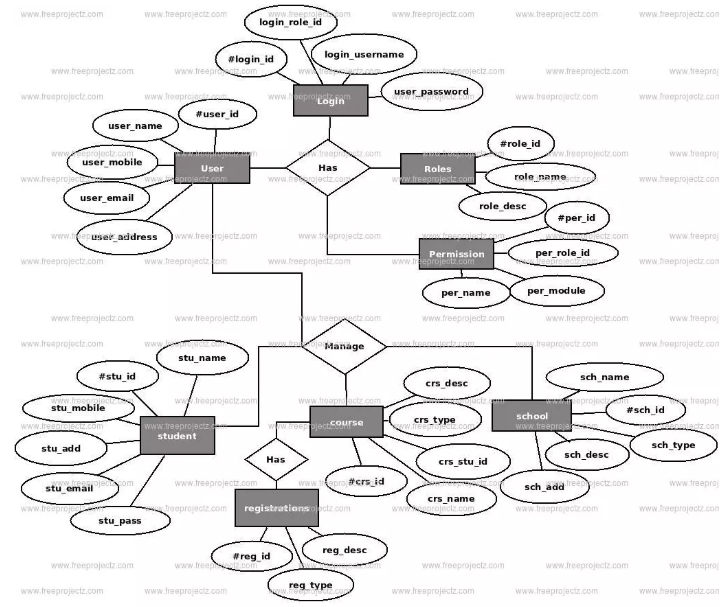 login_role_id
#login_id
login_username
user_password
Login
user_name
#user_id
user_mobile
user_email
user_address
User
Has
Roles
#role_id
role_name
role_desc
Permission
#per_id
per_role_id
per_name
per_module
Manage
stu_name
#stu_id
stu_mobile
stu_add
stu_email
stu_pass
student
Has
registrations
#reg_id
reg_desc
reg_type
course
crs_desc
crs_type
crs_stu_id
crs_name
#crs_id
school
sch_name
#sch_id
sch_type
sch_desc
sch_add
www.freeprojectz.com